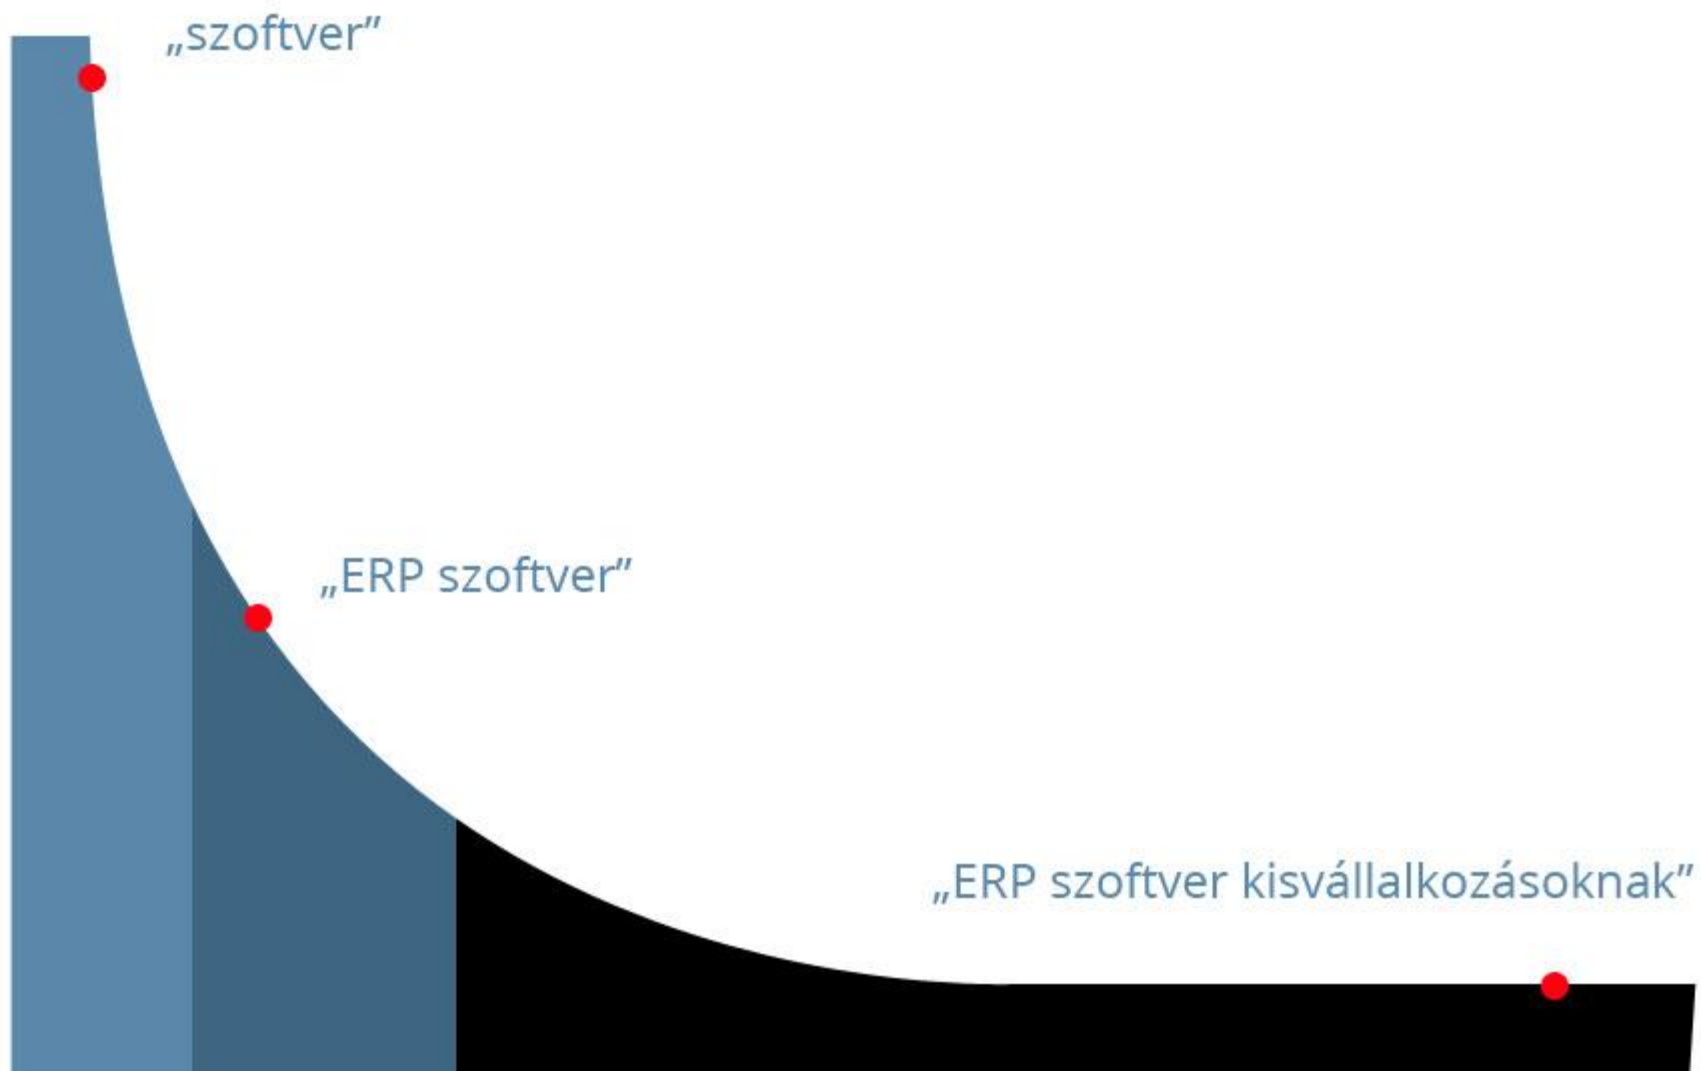 „szoftver”
„ERP szoftver”
„ERP szoftver kisvállalkozásoknak”